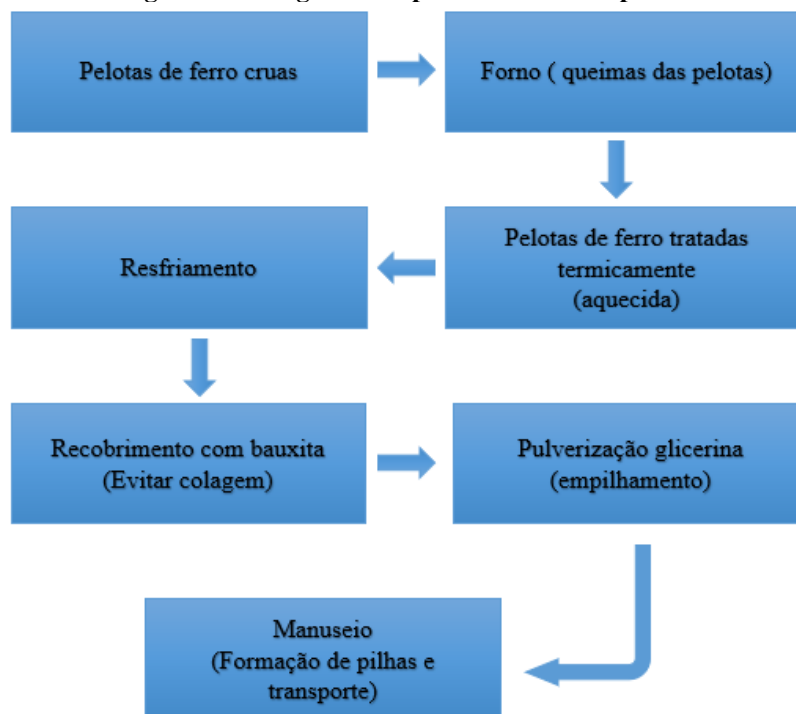 Pelotas de ferro cruas
Forno ( queimas das pelotas)
Pelotas de ferro tratadas
termicamente
(aquecida)
Resfriamento
Recobrimento com bauxita
(Evitar colagem)
Pulverização glicerina
(empilhamento)
Manuseio
(Formação de pilhas e
transporte)